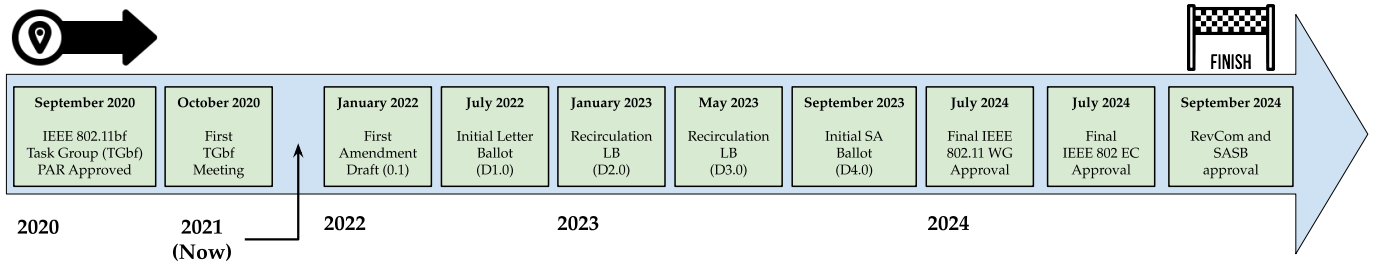 FINISH
September 2020
IEEE 802.11bf
Task Group (TGbf)
PAR Approved
October 2020
First
TGbf
Meeting
January 2022
First
Amendment
Draft (0.1)
July 2022
Initial Letter
Ballot
(D1.0)
January 2023
Recirculation
LB
(D2.0)
May 2023
Recirculation
LB
(D3.0)
September 2023
Initial SA
Ballot
(D4.0)
July 2024
Final IEEE
802.11 WG
Approval
July 2024
Final
IEEE 802 EC
Approval
September 2024
RevCom and
SASB
approval
2020
2021
(Now)
2022
2023
2024